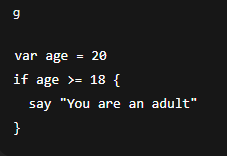 g
var age = 20
if age >= 18 {
  say "You are an adult"
}